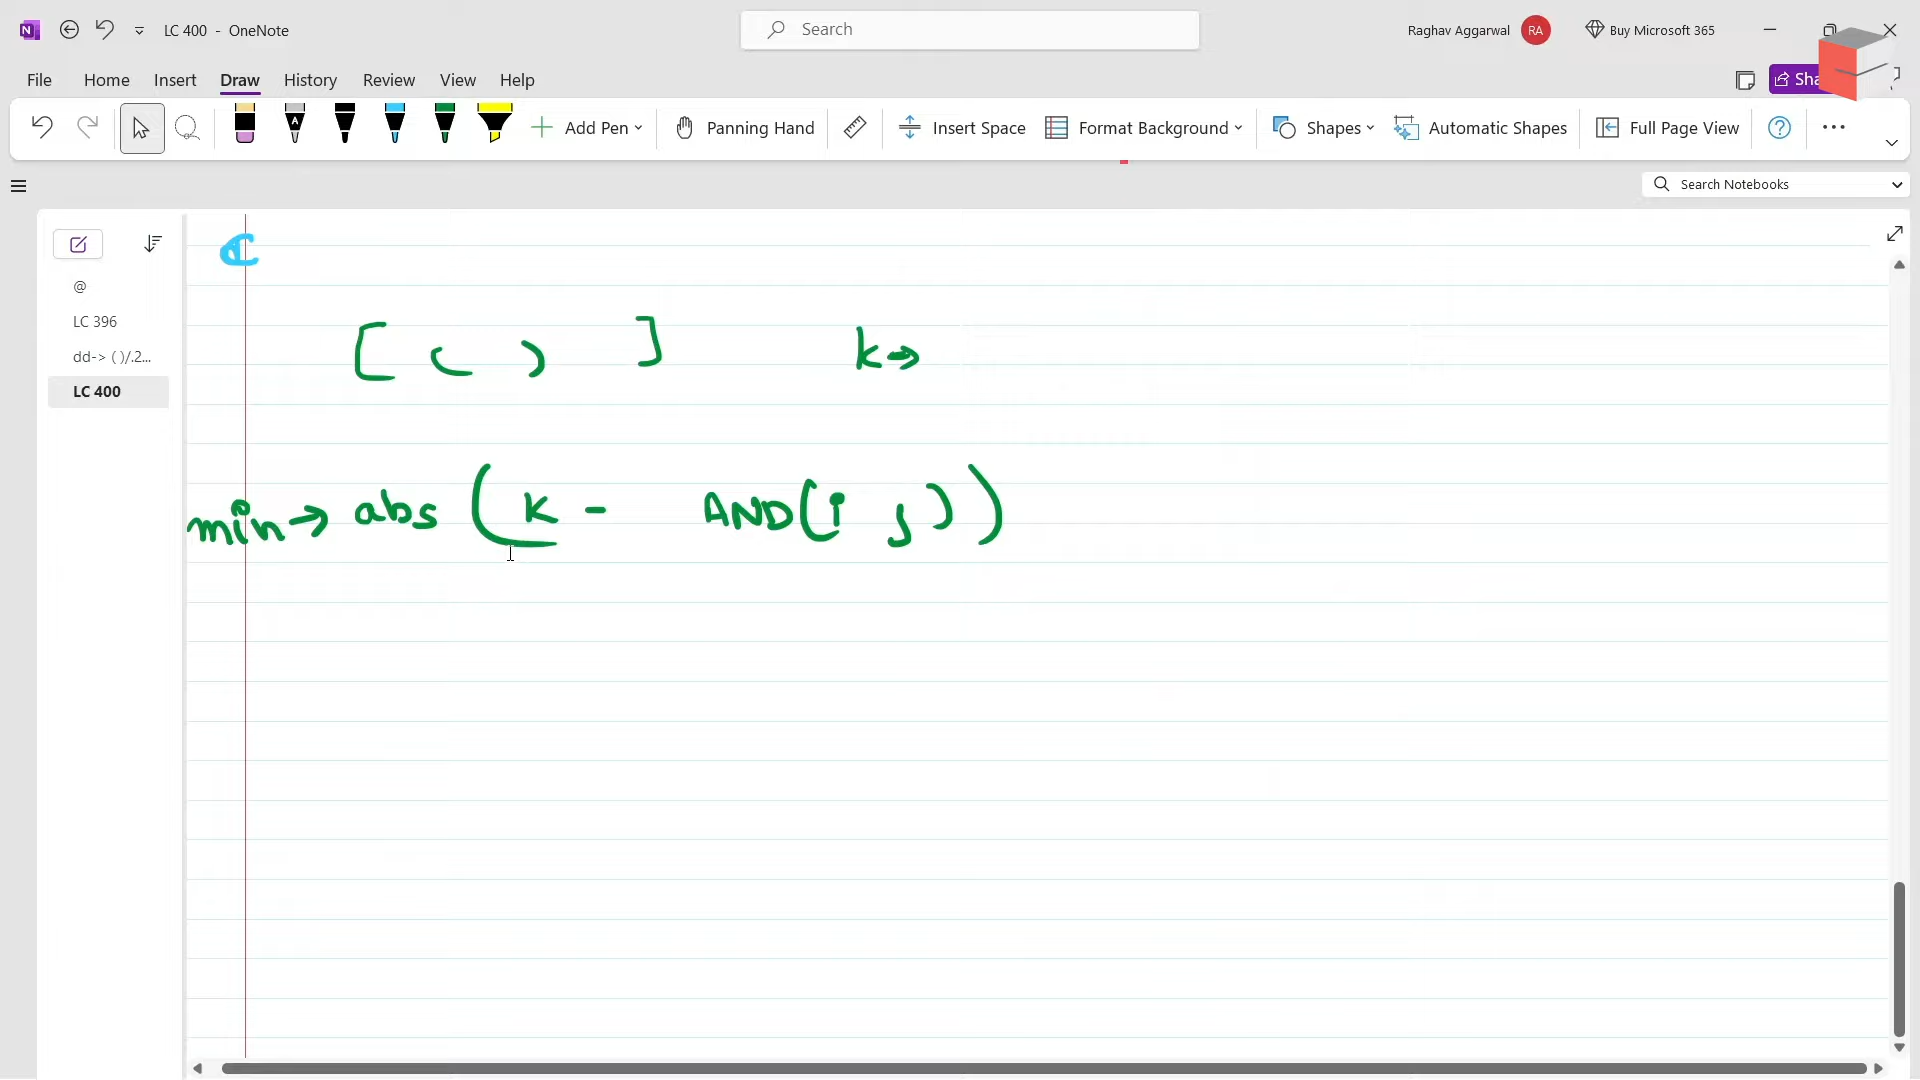 LC 400 - OneNote
Search
Raghav Aggarwal RA
Buy Microsoft 365
File Home Insert Draw History Review View Help
Sha
Add Pen Panning Hand Insert Space Format Background Shapes Automatic Shapes Full Page View
Search Notebooks
@
LC 396
dd-> ( )/.2...
LC 400
[ ( ) ] k→
min → abs ( k - AND(i j) )